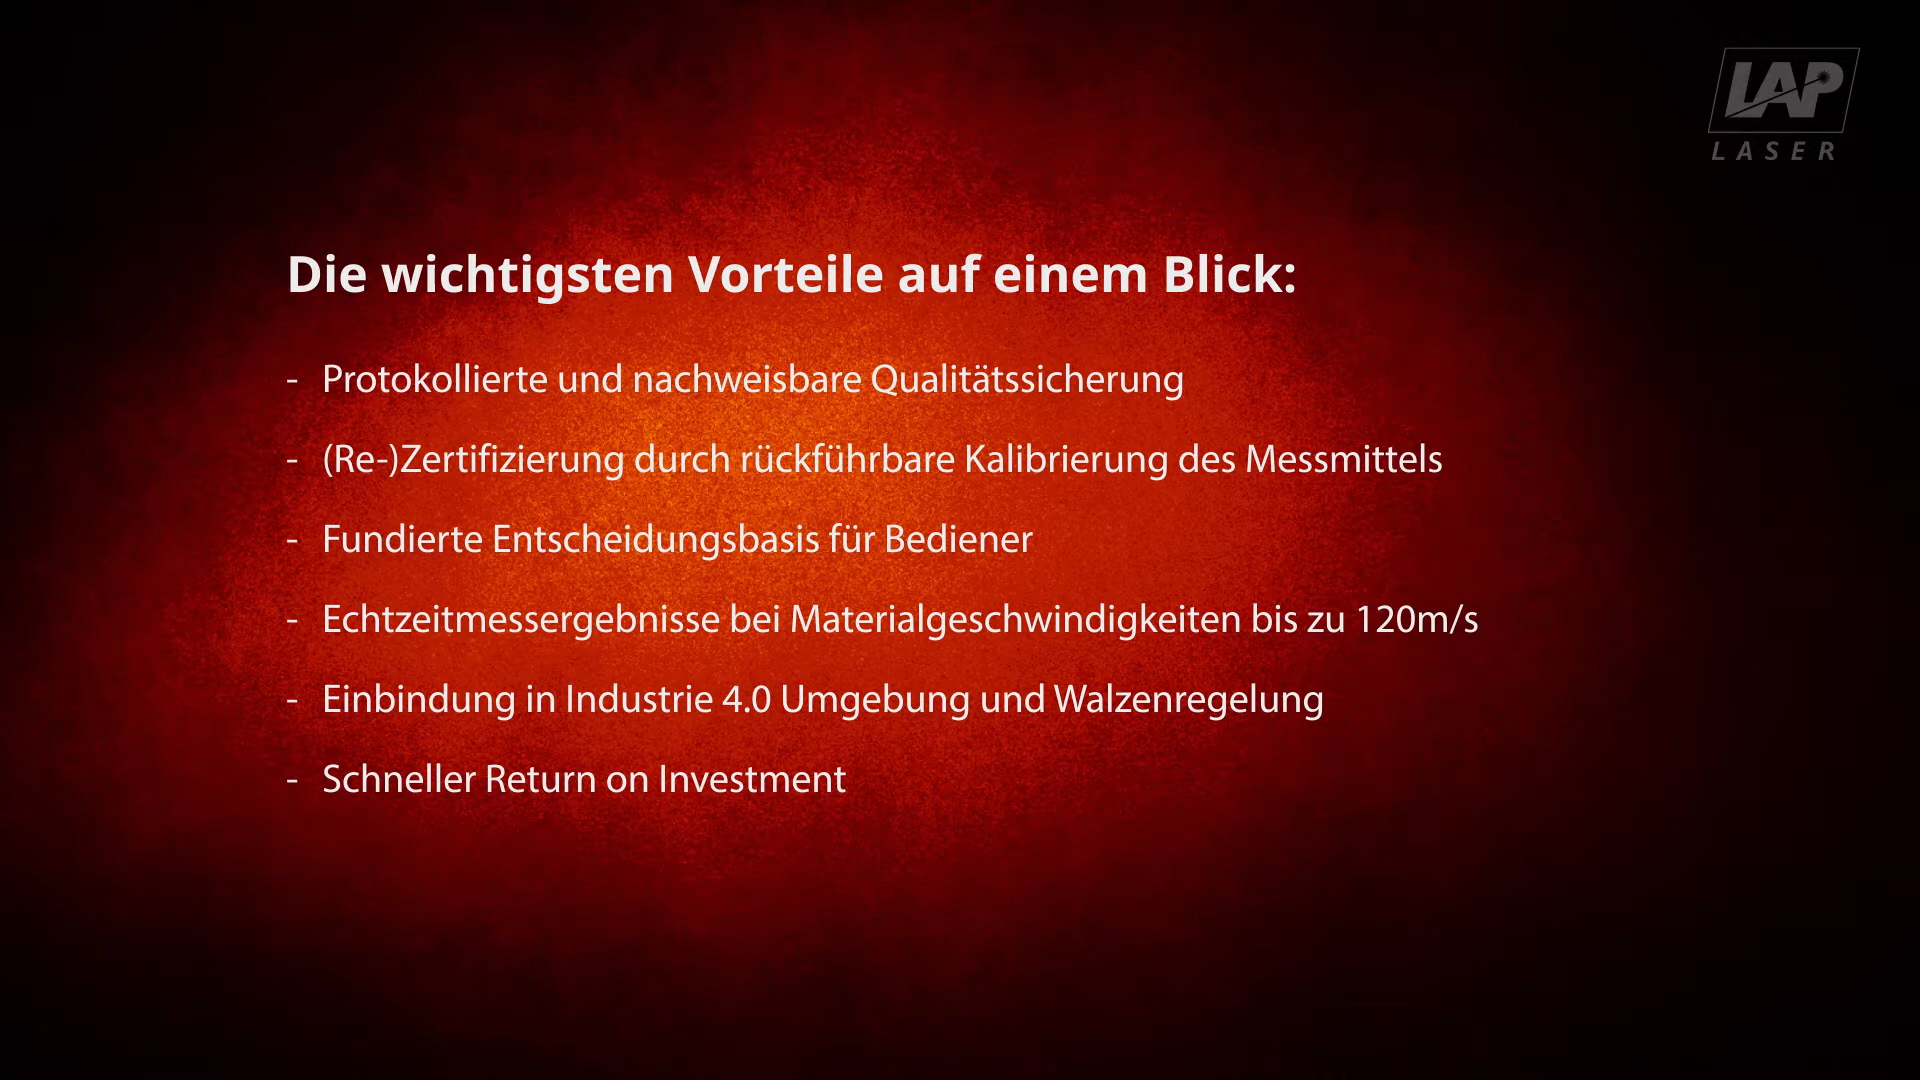 LAP
LASER
Die wichtigsten Vorteile auf einem Blick:
- Protokollierte und nachweisbare Qualitätssicherung
- (Re-)Zertifizierung durch rückführbare Kalibrierung des Messmittels
- Fundierte Entscheidungsbasis für Bediener
- Echtzeitmessergebnisse bei Materialgeschwindigkeiten bis zu 120m/s
- Einbindung in Industrie 4.0 Umgebung und Walzenregelung
- Schneller Return on Investment